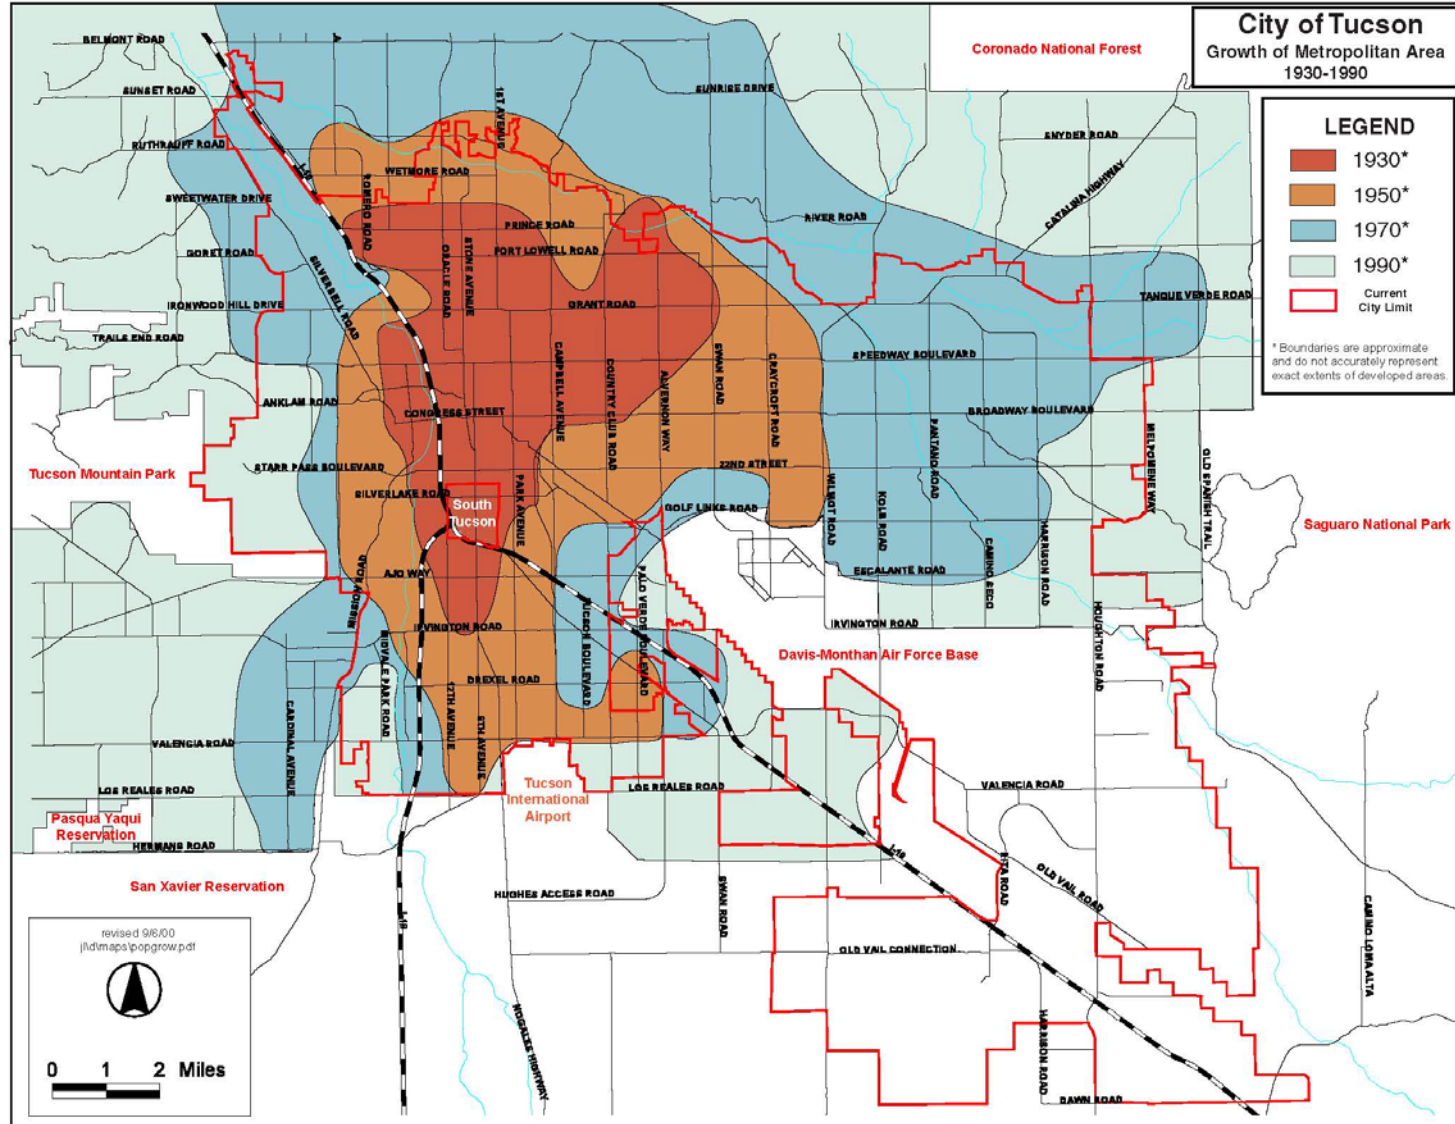 City of Tucson
Growth of Metropolitan Area
1930-1990
LEGEND
1930*
1950*
1970*
1990*
Current
City Limit
* Boundaries are approximate
and do not accurately represent
exact extents of developed areas.
Coronado National Forest
BELMONT ROAD
SUNSET ROAD
SUNRISE DRIVE
1ST AVENUE
SNYDER ROAD
RUTHRAUFF ROAD
I-10
WETMORE ROAD
ROMERO ROAD
CATALINA HIGHWAY
SWEETWATER DRIVE
PRINCE ROAD
RIVER ROAD
GORET ROAD
FORT LOWELL ROAD
ORACLE ROAD
STONE AVENUE
SILVERBELL ROAD
IRONWOOD HILL DRIVE
GRANT ROAD
TANQUE VERDE ROAD
TRAILS END ROAD
SPEEDWAY BOULEVARD
CAMPBELL AVENUE
COUNTRY CLUB ROAD
ALVERNON WAY
SWAN ROAD
CRAYCROFT ROAD
ANKLAM ROAD
CONGRESS STREET
BROADWAY BOULEVARD
PANTANO ROAD
MELPOMENE WAY
Tucson Mountain Park
STARR PASS BOULEVARD
22ND STREET
OLD SPANISH TRAIL
SILVERLAKE ROAD
PARK AVENUE
WILMOT ROAD
KOLB ROAD
South
Tucson
GOLF LINKS ROAD
Saguaro National Park
MISSION ROAD
AJO WAY
ESCALANTE ROAD
CAMINO SECO
HARRISON ROAD
PALO VERDE BOULEVARD
TUCSON BOULEVARD
IRVINGTON ROAD
IRVINGTON ROAD
HOUGHTON ROAD
MIDVALE PARK ROAD
Davis-Monthan Air Force Base
DREXEL ROAD
12TH AVENUE
6TH AVENUE
CARDINAL AVENUE
VALENCIA ROAD
LOS REALES ROAD
Tucson
International
Airport
LOS REALES ROAD
VALENCIA ROAD
Pasqua Yaqui
Reservation
HERMANS ROAD
I-10
RITA ROAD
OLD VAIL ROAD
San Xavier Reservation
HUGHES ACCESS ROAD
SWAN ROAD
I-19
OLD VAIL CONNECTION
CAMINO LOMA ALTA
NOGALES HIGHWAY
HARRISON ROAD
DAWN ROAD
revised 9/6/00
j\ld\maps\popgrow.pdf
0 1 2 Miles